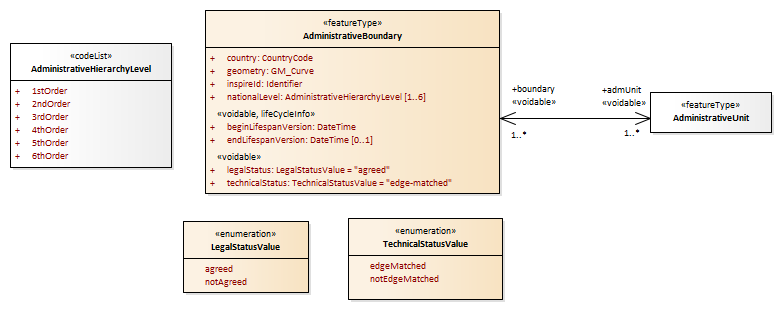 «codeList»
AdministrativeHierarchyLevel
+ 1stOrder
+ 2ndOrder
+ 3rdOrder
+ 4thOrder
+ 5thOrder
+ 6thOrder
«featureType»
AdministrativeBoundary
+ country: CountryCode
+ geometry: GM_Curve
+ inspireId: Identifier
+ nationalLevel: AdministrativeHierarchyLevel [1..6]
«voidable, lifeCycleInfo»
+ beginLifespanVersion: DateTime
+ endLifespanVersion: DateTime [0..1]
«voidable»
+ legalStatus: LegalStatusValue = "agreed"
+ technicalStatus: TechnicalStatusValue = "edge-matched"
+boundary
«voidable»
1..*
+admUnit
«voidable»
1..*
«featureType»
AdministrativeUnit
«enumeration»
LegalStatusValue
agreed
notAgreed
«enumeration»
TechnicalStatusValue
edgeMatched
notEdgeMatched